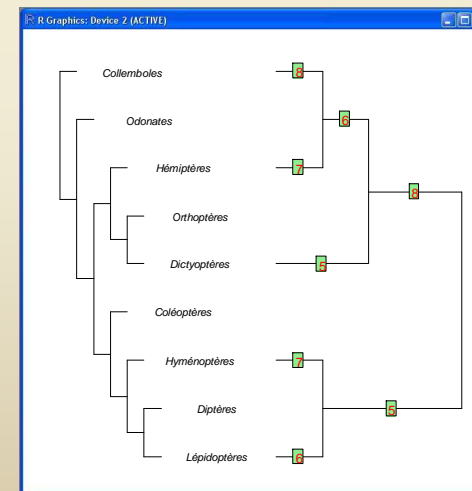 R Graphics: Device 2 (ACTIVE)
Collemboles 8
6
Odonates
Hémiptères 7
8
Orthoptères
Dictyoptères 5
Coléoptères
Hyménoptères 7
Diptères 5
Lépidoptères 6